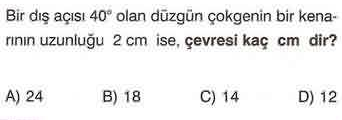 Bir dış açısı 40° olan düzgün çokgenin bir kena-
rının uzunluğu 2 cm ise, çevresi kaç cm dir?
A) 24 B) 18 C) 14 D) 12